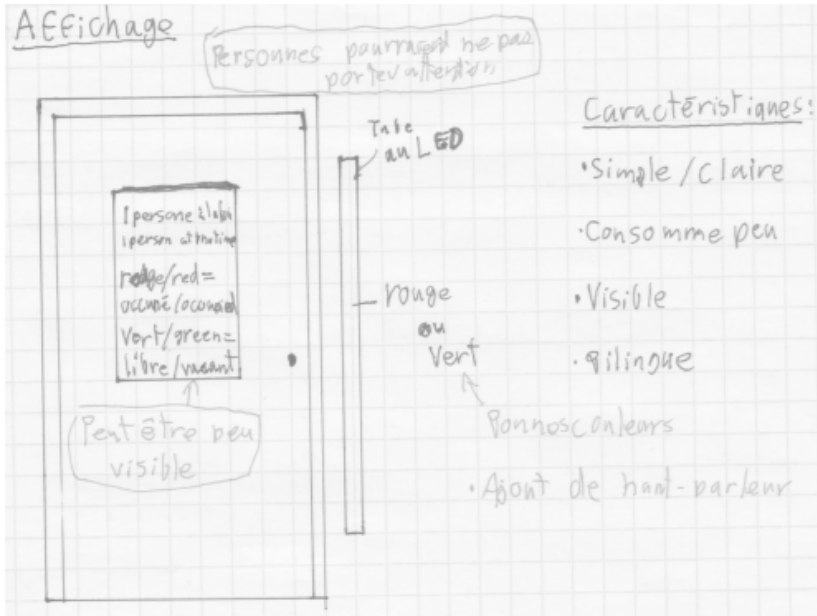 Affichage
Personnes pourraient ne pas
porter attention
Caractéristiques:
Tube
au LED
• Simple / Claire
• Consomme peu
• Visible
• Bilingue
1 persone à la fois
1 person at the time
rouge/red =
occupé/
Vert/green =
libre/vacant
rouge
ou
Vert
Bonnes couleurs
• Ajout de haut-parleur
Peut être peu
visible